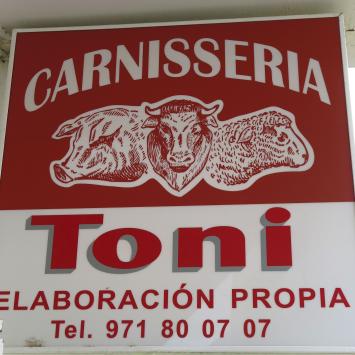 CARNISSERIA
Toni
ELABORACIÓN PROPIA
Tel. 971 80 07 07